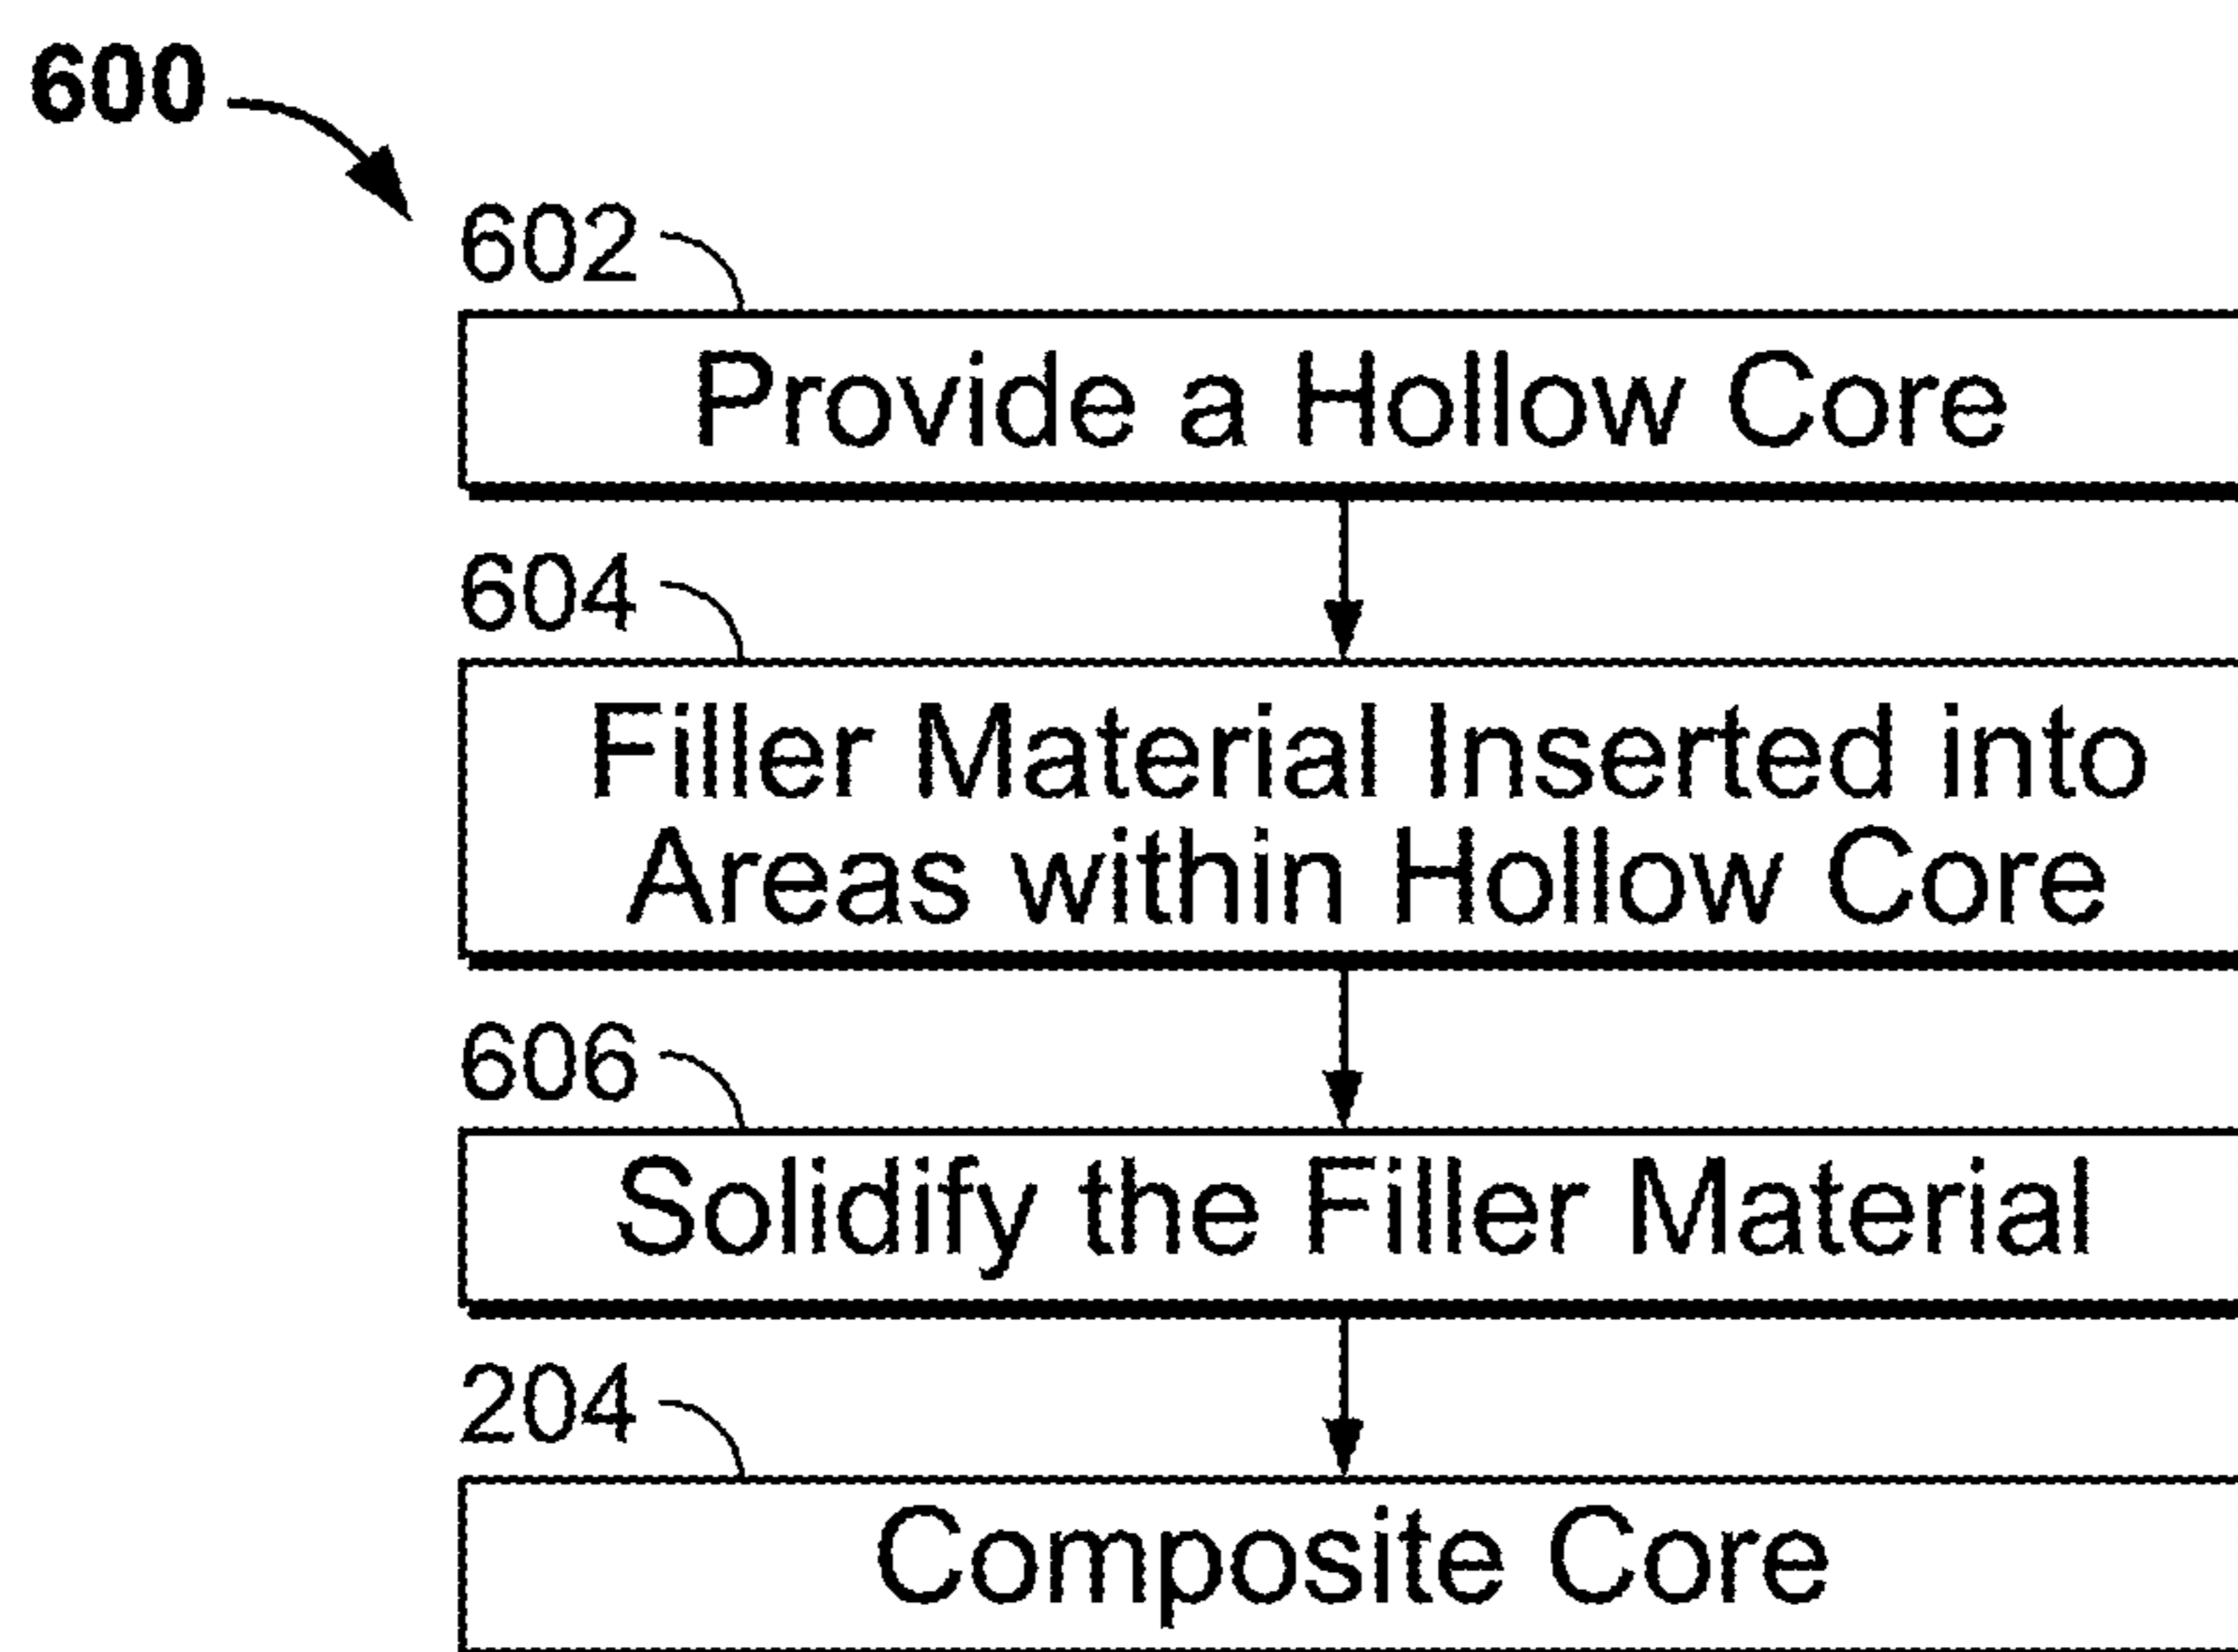 600
602
Provide a Hollow Core
604
Filler Material Inserted into
Areas within Hollow Core
606
Solidify the Filler Material
204
Composite Core